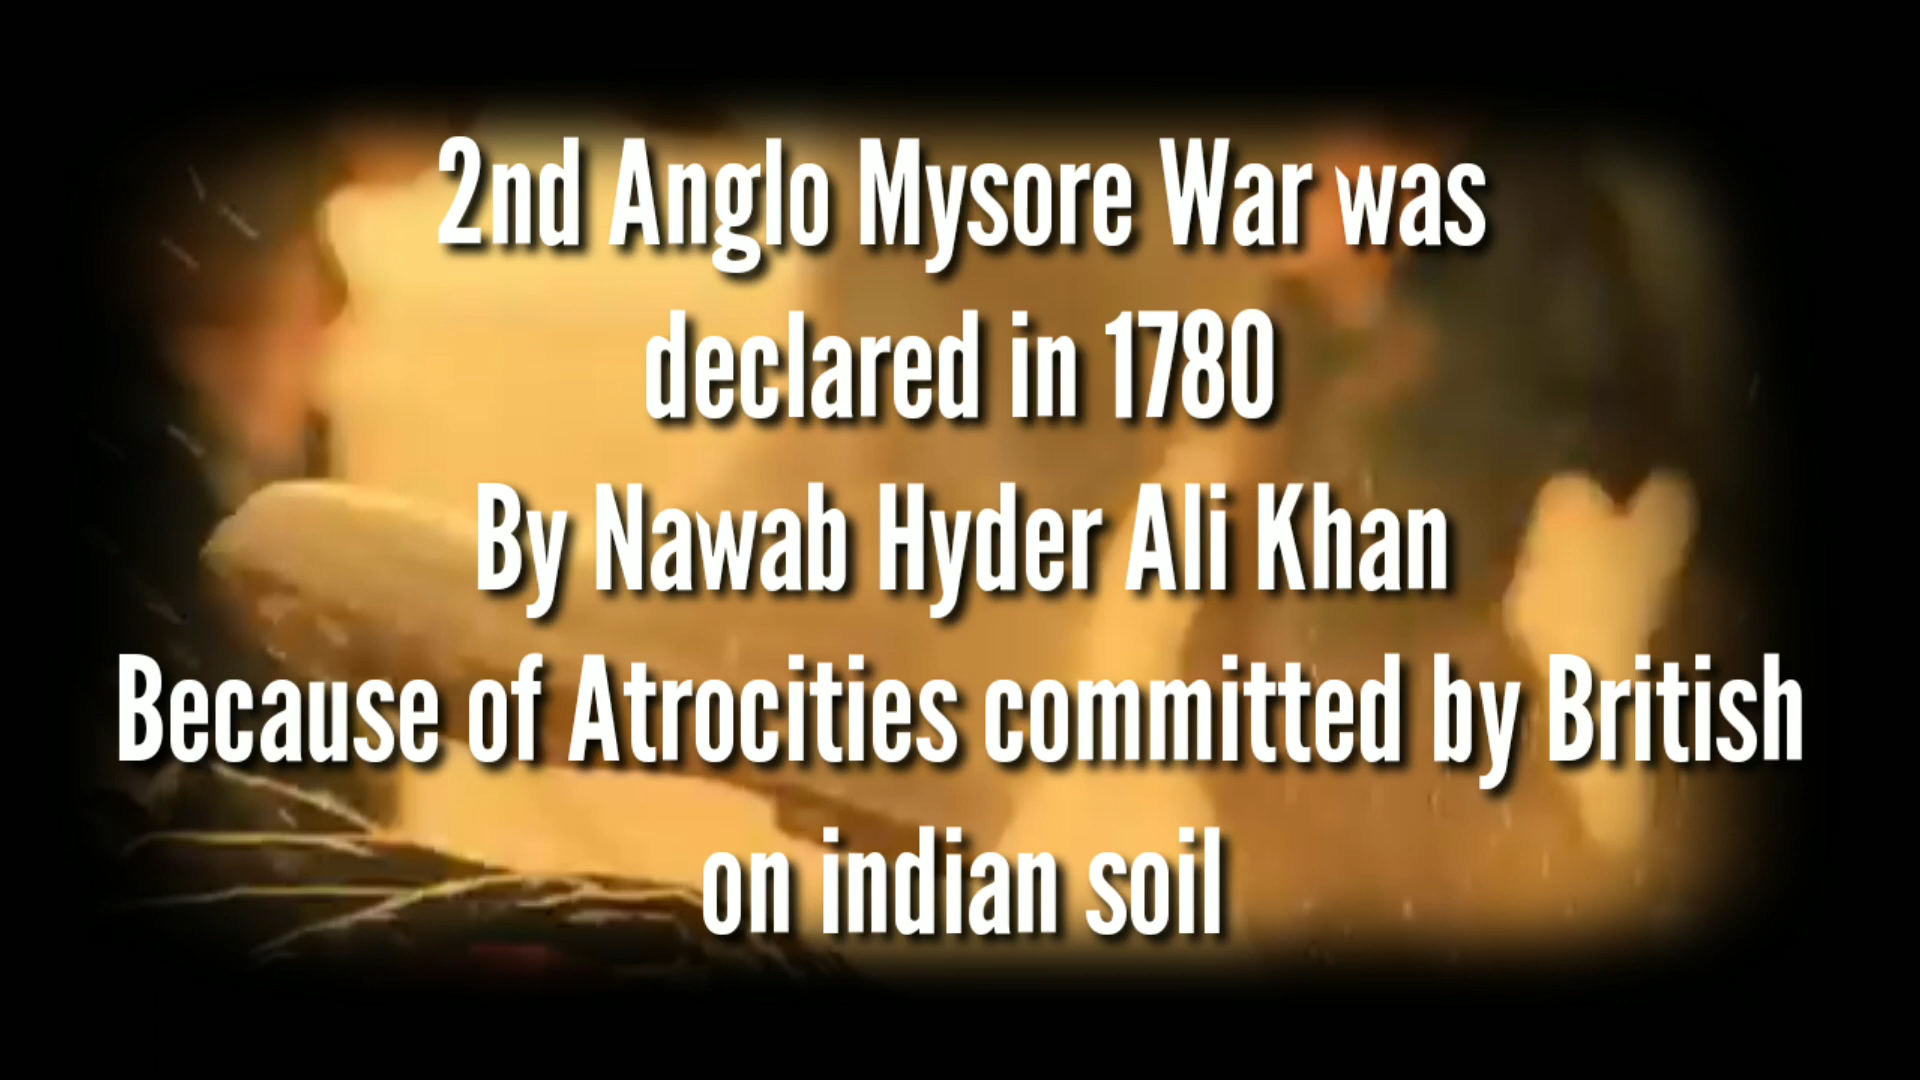 2nd Anglo Mysore War was
declared in 1780
By Nawab Hyder Ali Khan
Because of Atrocities committed by British
on indian soil